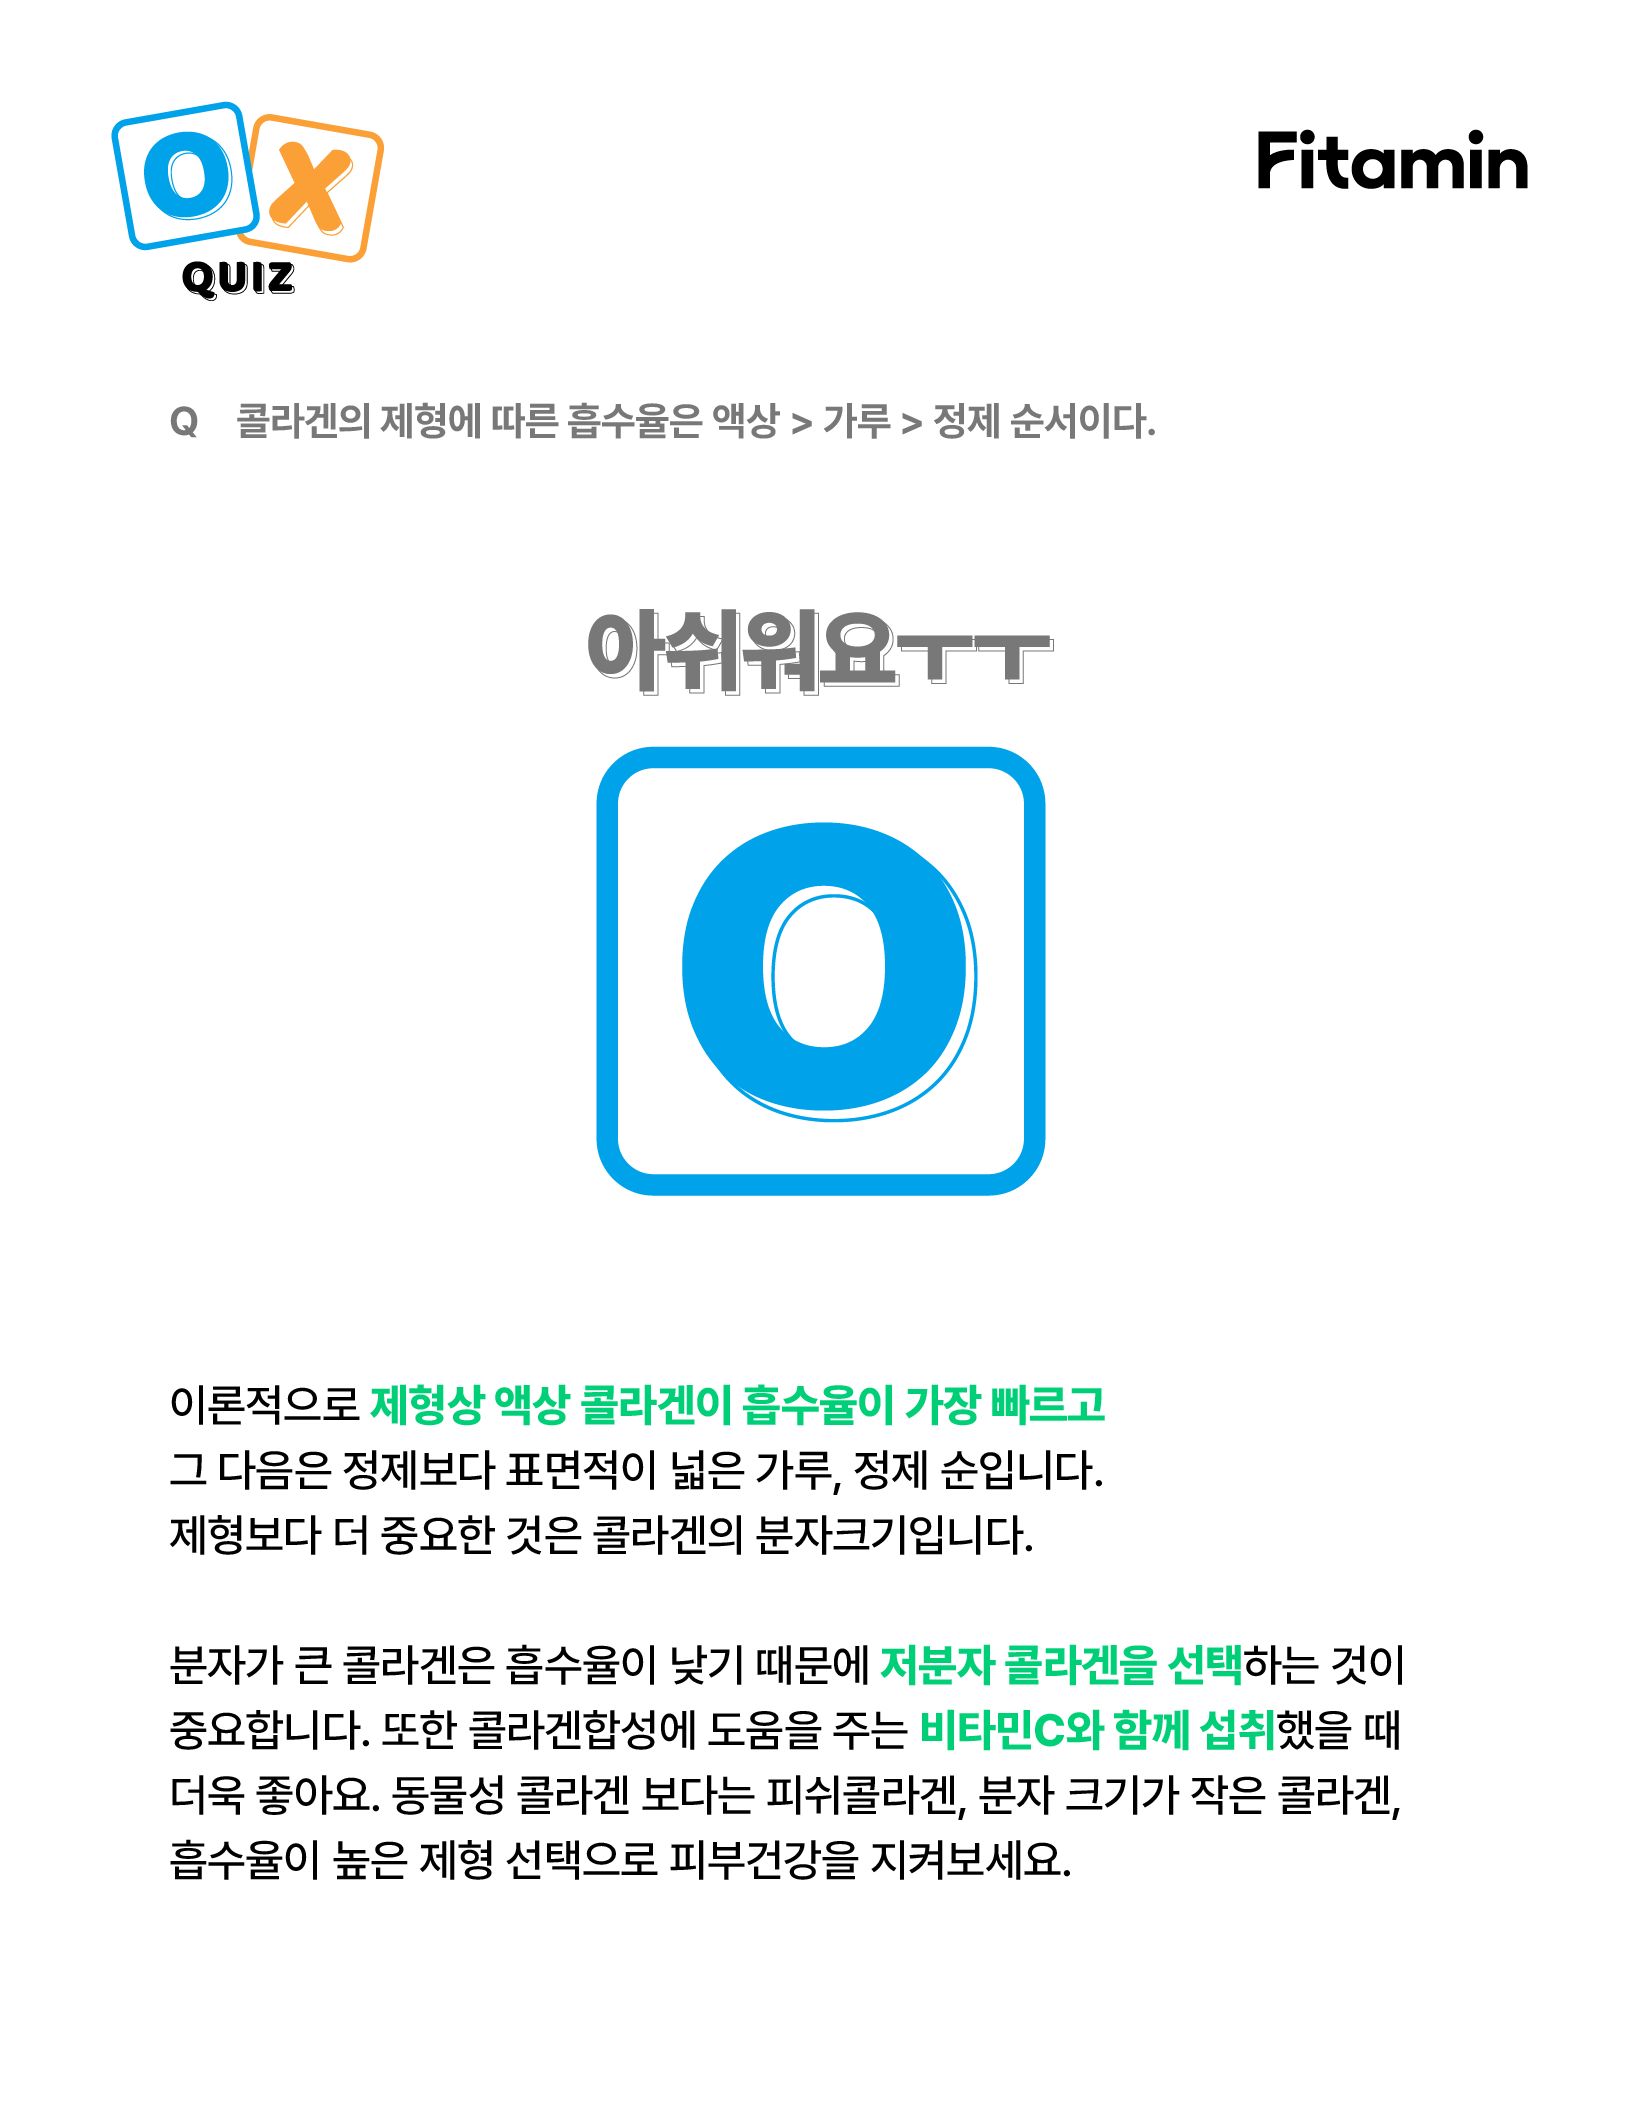 O X
QUIZ
Fitamin
Q 콜라겐의 제형에 따른 흡수율은 액상 > 가루 > 정제 순서이다.
아쉬워요ㅜㅜ
O
이론적으로 제형상 액상 콜라겐이 흡수율이 가장 빠르고
그 다음은 정제보다 표면적이 넓은 가루, 정제 순입니다.
제형보다 더 중요한 것은 콜라겐의 분자크기입니다.
분자가 큰 콜라겐은 흡수율이 낮기 때문에 저분자 콜라겐을 선택하는 것이
중요합니다. 또한 콜라겐합성에 도움을 주는 비타민C와 함께 섭취했을 때
더욱 좋아요. 동물성 콜라겐 보다는 피쉬콜라겐, 분자 크기가 작은 콜라겐,
흡수율이 높은 제형 선택으로 피부건강을 지켜보세요.